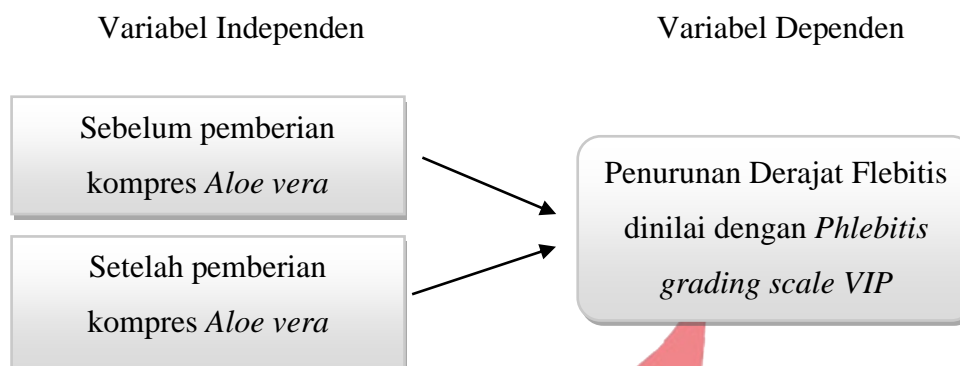 Variabel Independen
Variabel Dependen
Sebelum pemberian
kompres Aloe vera
Setelah pemberian
kompres Aloe vera
Penurunan Derajat Flebitis
dinilai dengan Phlebitis
grading scale VIP